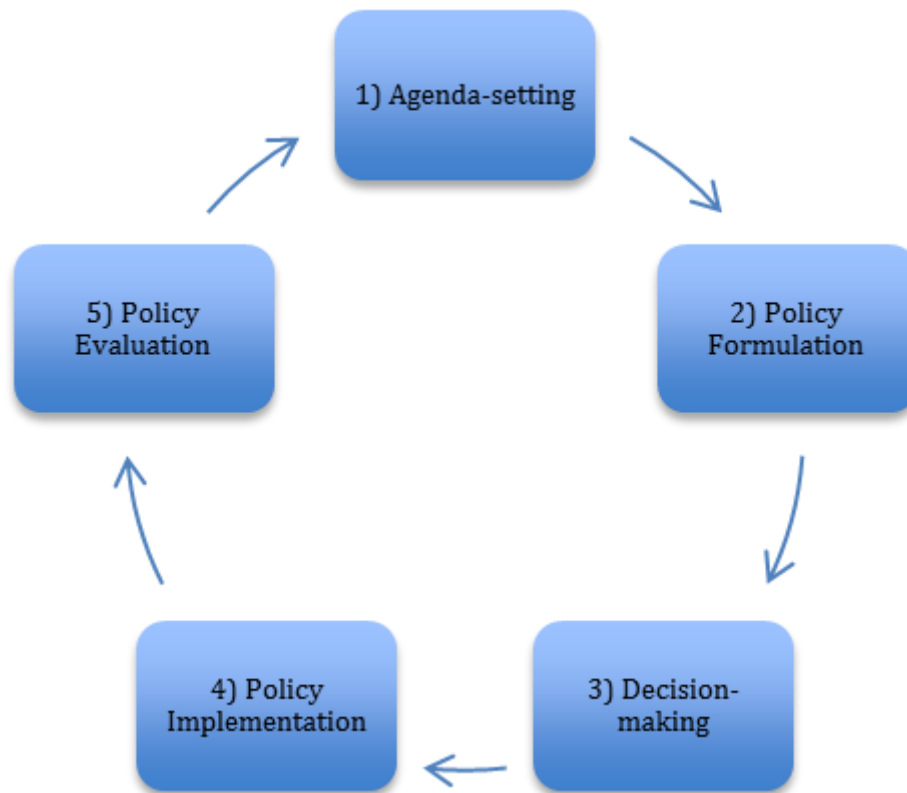 1) Agenda-setting
2) Policy
Formulation
3) Decision-
making
4) Policy
Implementation
5) Policy
Evaluation